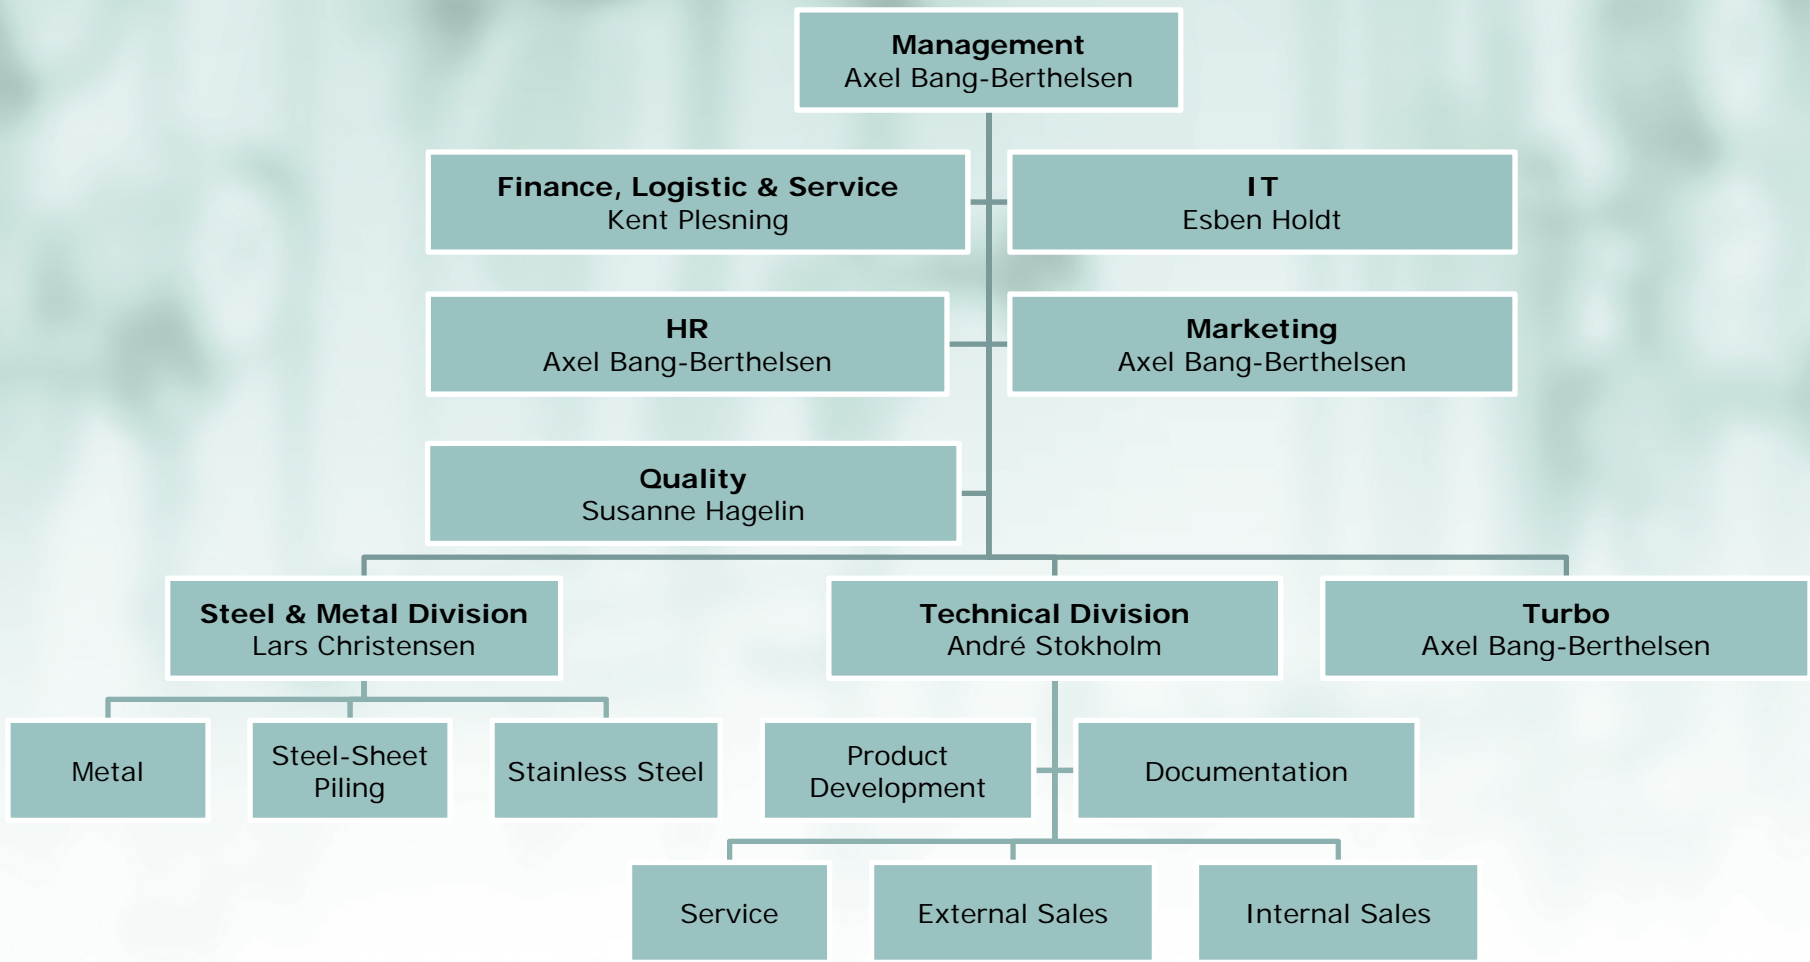 Management
Axel Bang-Berthelsen
Finance, Logistic & Service
Kent Plesning
IT
Esben Holdt
HR
Axel Bang-Berthelsen
Marketing
Axel Bang-Berthelsen
Quality
Susanne Hagelin
Steel & Metal Division
Lars Christensen
Technical Division
André Stokholm
Turbo
Axel Bang-Berthelsen
Metal
Steel-Sheet
Piling
Stainless Steel
Product
Development
Documentation
Service
External Sales
Internal Sales